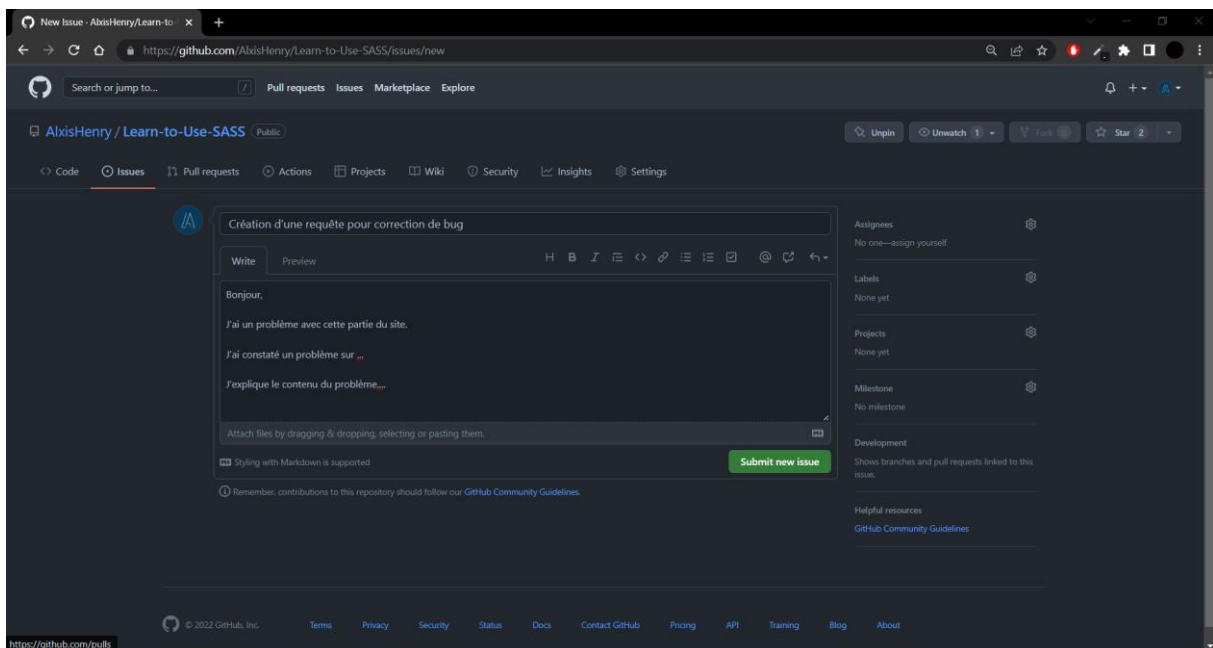 New Issue · AlxisHenry/Learn-to-
https://github.com/AlxisHenry/Learn-to-Use-SASS/issues/new
Search or jump to... / Pull requests Issues Marketplace Explore
AlxisHenry / Learn-to-Use-SASS Public Unpin Unwatch 1 Fork Star 2
Code Issues Pull requests Actions Projects Wiki Security Insights Settings
Création d'une requête pour correction de bug
Write Preview
Bonjour,
J'ai un problème avec cette partie du site.
J'ai constaté un problème sur ,,,
J'explique le contenu du problème,,,,
Attach files by dragging & dropping, selecting or pasting them.
Styling with Markdown is supported Submit new issue
Remember, contributions to this repository should follow our GitHub Community Guidelines.
Assignees
No one—assign yourself
Labels
None yet
Projects
None yet
Milestone
No milestone
Development
Shows branches and pull requests linked to this
issue.
Helpful resources
GitHub Community Guidelines
© 2022 GitHub, Inc. Terms Privacy Security Status Docs Contact GitHub Pricing API Training Blog About
https://github.com/pulls